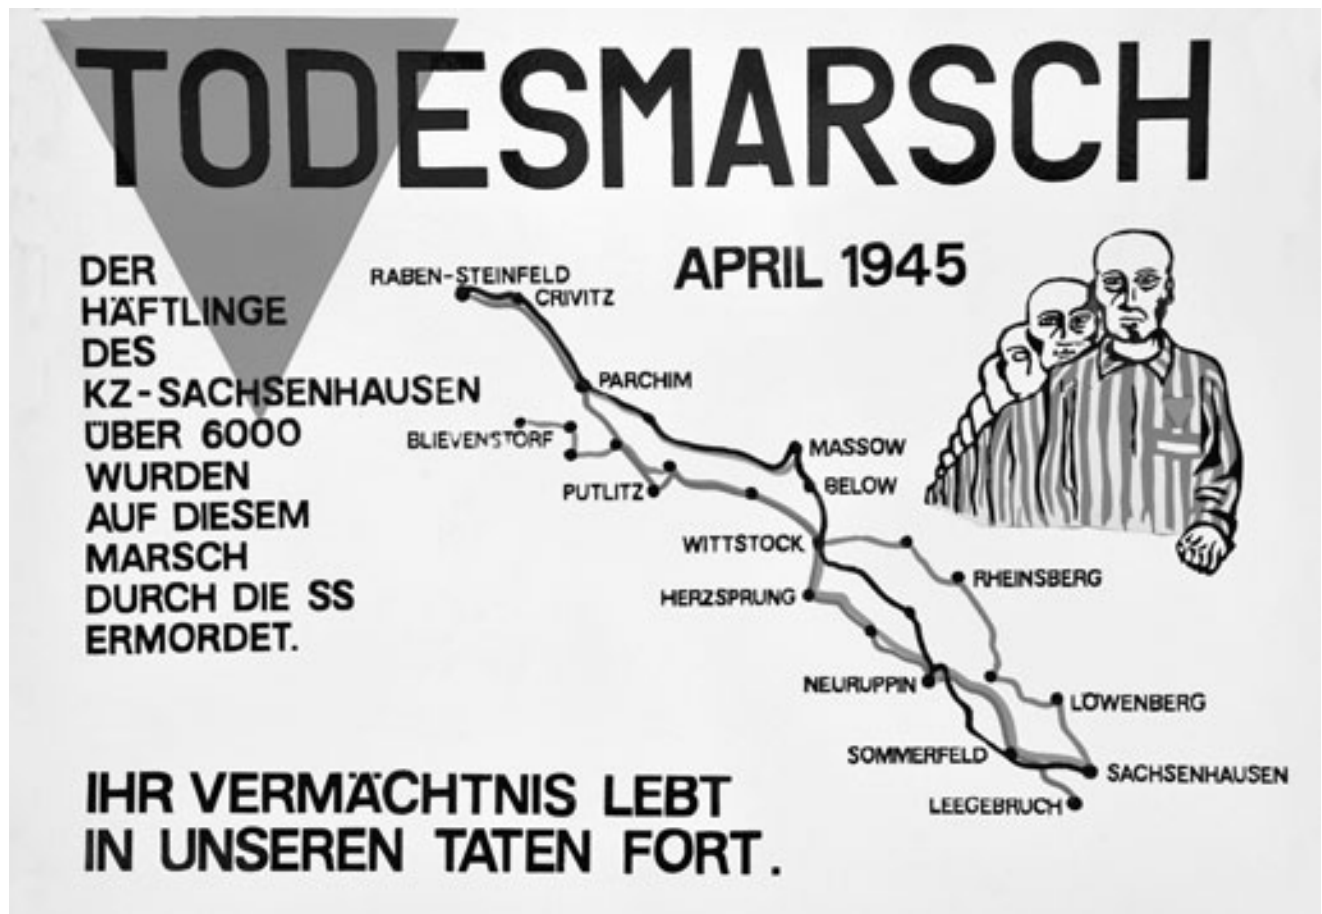 TODESMARSCH
APRIL 1945
DER
HÄFTLINGE
DES
KZ-SACHSENHAUSEN
ÜBER 6000
WURDEN
AUF DIESEM
MARSCH
DURCH DIE SS
ERMORDET.
RABEN-STEINFELD
CRIVITZ
PARCHIM
BLIEVENSTORF
MASSOW
BELOW
PUTLITZ
WITTSTOCK
RHEINSBERG
HERZSPRUNG
NEURUPPIN
LÖWENBERG
SOMMERFELD
SACHSENHAUSEN
LEEGEBRUCH
IHR VERMÄCHTNIS LEBT
IN UNSEREN TATEN FORT.